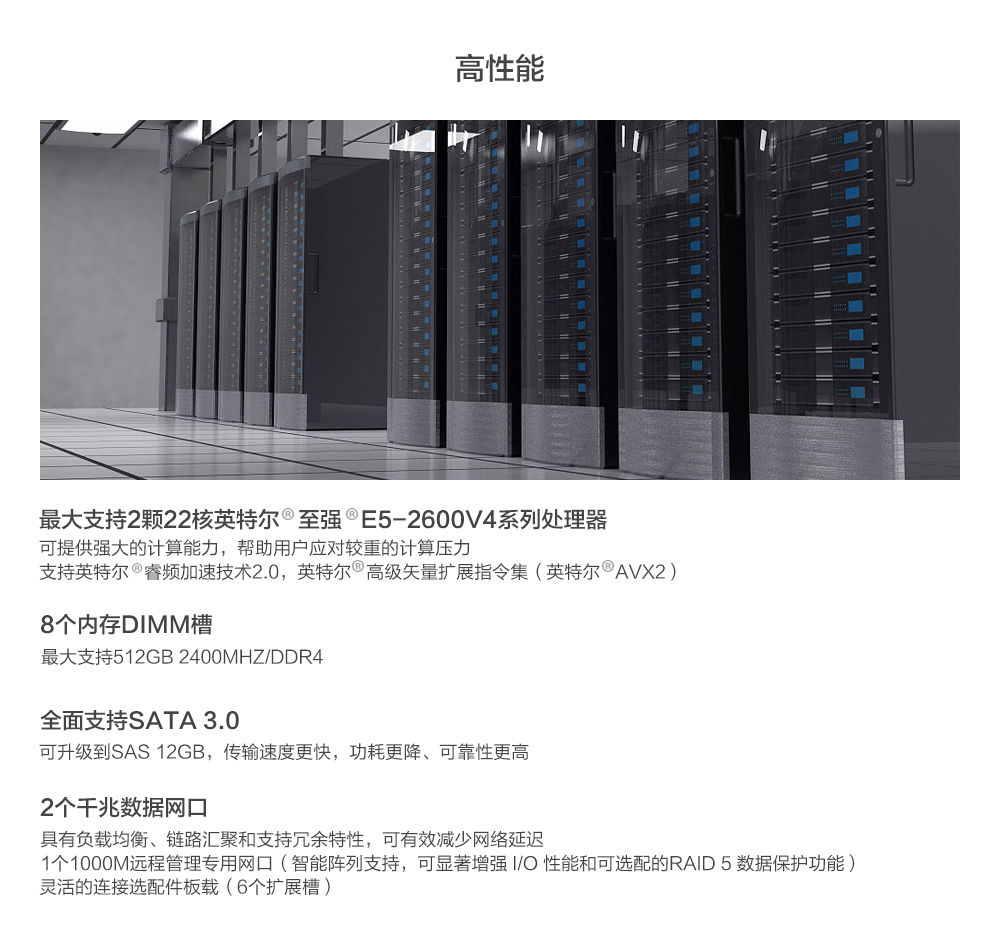 高性能
最大支持2颗22核英特尔®至强®E5-2600V4系列处理器
可提供强大的计算能力，帮助用户应对较重的计算压力
支持英特尔®睿频加速技术2.0，英特尔®高级矢量扩展指令集（英特尔®AVX2）
8个内存DIMM槽
最大支持512GB 2400MHZ/DDR4
全面支持SATA 3.0
可升级到SAS 12GB，传输速度更快，功耗更降、可靠性更高
2个千兆数据网口
具有负载均衡、链路汇聚和支持冗余特性，可有效减少网络延迟
1个1000M远程管理专用网口（智能阵列支持，可显著增强 I/O 性能和可选配的RAID 5 数据保护功能）
灵活的连接选配件板载（6个扩展槽）